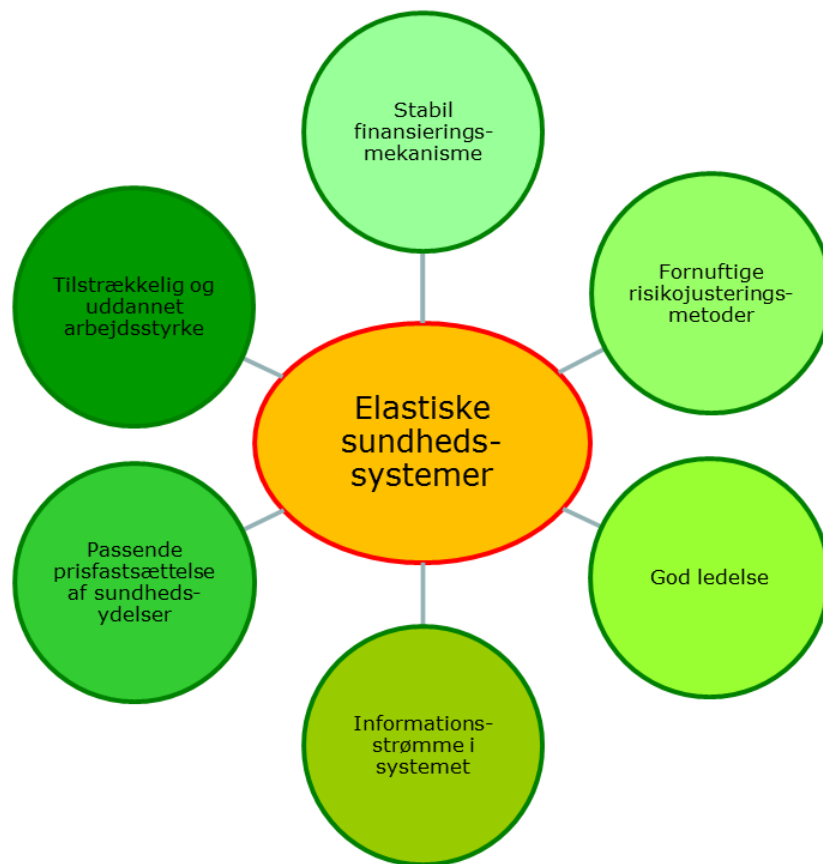 Stabil
finansierings-
mekanisme
Fornuftige
risikojusterings-
metoder
God ledelse
Informations-
strømme i
systemet
Passende
prisfastsættelse
af sundheds-
ydelser
Tilstrækkelig og
uddannet
arbejdsstyrke
Elastiske
sundheds-
systemer